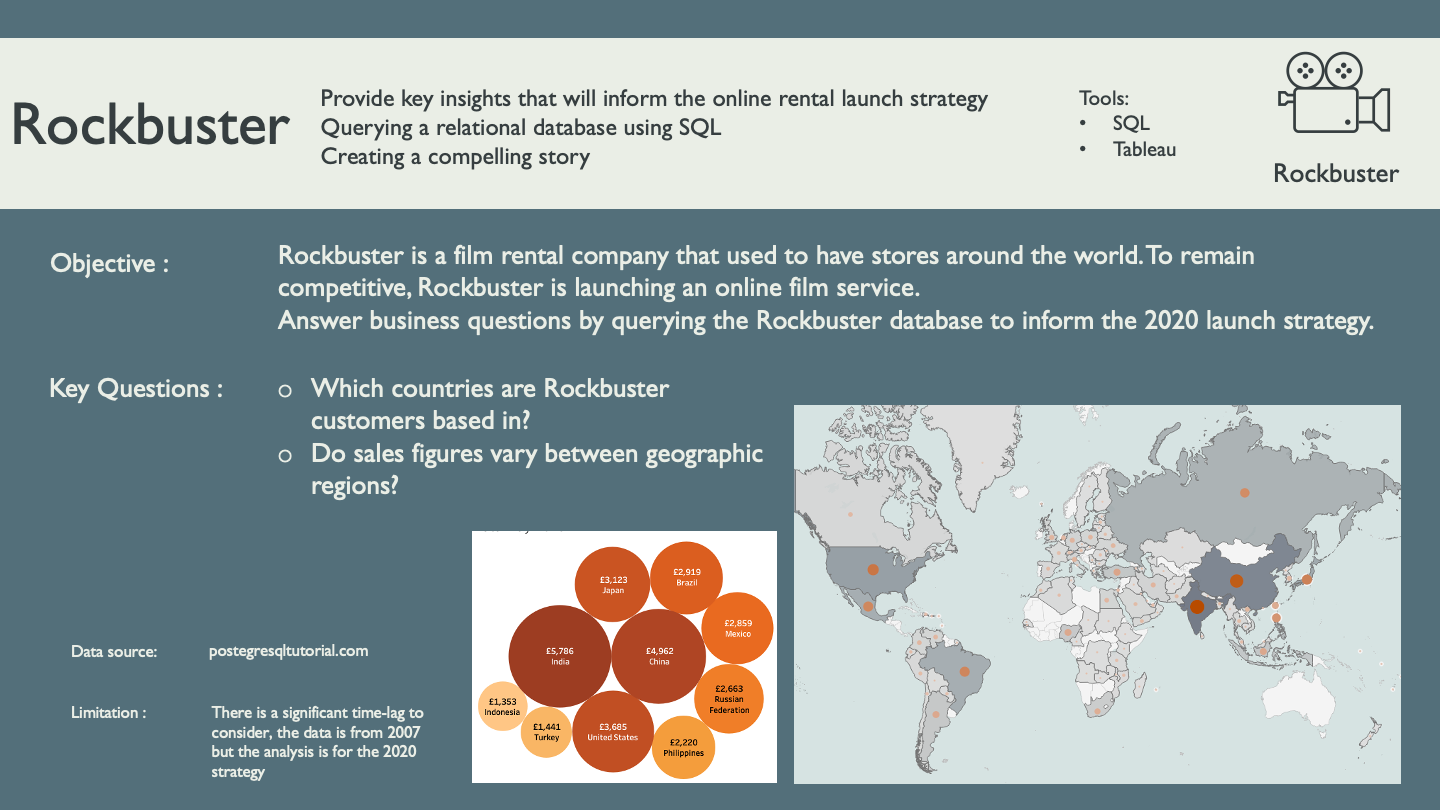 Rockbuster
Provide key insights that will inform the online rental launch strategy
Querying a relational database using SQL
Creating a compelling story
Tools:
• SQL
• Tableau
Rockbuster
Objective :
Rockbuster is a film rental company that used to have stores around the world. To remain
competitive, Rockbuster is launching an online film service.
Answer business questions by querying the Rockbuster database to inform the 2020 launch strategy.
Key Questions :
o Which countries are Rockbuster
customers based in?
o Do sales figures vary between geographic
regions?
£3,123
Japan
£2,919
Brazil
£2,859
Mexico
£5,786
India
£4,962
China
£2,663
Russian
Federation
£1,353
Indonesia
£1,441
Turkey
£3,685
United States
£2,220
Philippines
Data source:
postegresqltutorial.com
Limitation :
There is a significant time-lag to
consider, the data is from 2007
but the analysis is for the 2020
strategy